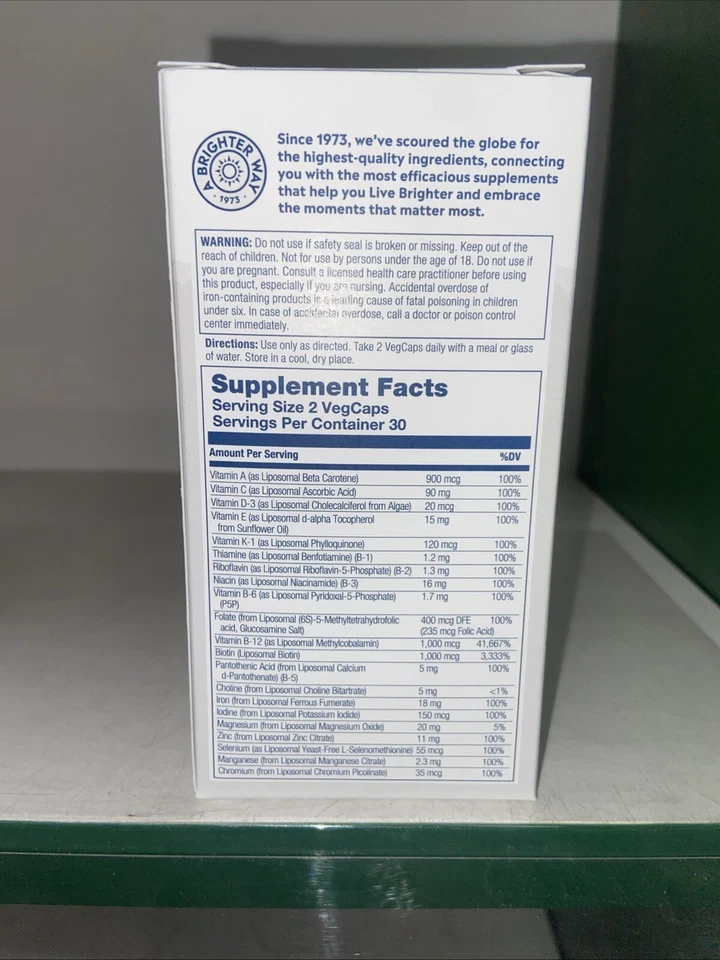 A BRIGHTER WAY
· 1973 ·
Since 1973, we've scoured the globe for
the highest-quality ingredients, connecting
you with the most efficacious supplements
that help you Live Brighter and embrace
the moments that matter most.
WARNING: Do not use if safety seal is broken or missing. Keep out of the
reach of children. Not for use by persons under the age of 18. Do not use if
you are pregnant. Consult a licensed health care practitioner before using
this product, especially if you are nursing. Accidental overdose of
iron-containing products is a leading cause of fatal poisoning in children
under six. In case of accidental overdose, call a doctor or poison control
center immediately.
Directions: Use only as directed. Take 2 VegCaps daily with a meal or glass
of water. Store in a cool, dry place.
Supplement Facts
Serving Size 2 VegCaps
Servings Per Container 30
Amount Per Serving %DV
Vitamin A (as Liposomal Beta Carotene) 900 mcg 100%
Vitamin C (as Liposomal Ascorbic Acid) 90 mg 100%
Vitamin D-3 (as Liposomal Cholecalciferol from Algae) 20 mcg 100%
Vitamin E (as Liposomal d-alpha Tocopherol 15 mg 100%
from Sunflower Oil)
Vitamin K-1 (as Liposomal Phylloquinone) 120 mcg 100%
Thiamine (as Liposomal Benfotiamine) (B-1) 1.2 mg 100%
Riboflavin (as Liposomal Riboflavin-5-Phosphate) (B-2) 1.3 mg 100%
Niacin (as Liposomal Niacinamide) (B-3) 16 mg 100%
Vitamin B-6 (as Liposomal Pyridoxal-5-Phosphate) 1.7 mg 100%
(P5P)
Folate (from Liposomal (6S)-5-Methyltetrahydrofolic 400 mcg DFE 100%
acid, Glucosamine Salt) (235 mcg Folic Acid)
Vitamin B-12 (as Liposomal Methylcobalamin) 1,000 mcg 41,667%
Biotin (Liposomal Biotin) 1,000 mcg 3,333%
Pantothenic Acid (from Liposomal Calcium 5 mg 100%
d-Pantothenate) (B-5)
Choline (from Liposomal Choline Bitartrate) 5 mg <1%
Iron (from Liposomal Ferrous Fumerate) 18 mg 100%
Iodine (from Liposomal Potassium Iodide) 150 mcg 100%
Magnesium (from Liposomal Magnesium Oxide) 20 mg 5%
Zinc (from Liposomal Zinc Citrate) 11 mg 100%
Selenium (as Liposomal Yeast-Free L-Selenomethionine) 55 mcg 100%
Manganese (from Liposomal Manganese Citrate) 2.3 mg 100%
Chromium (from Liposomal Chromium Picolinate) 35 mcg 100%